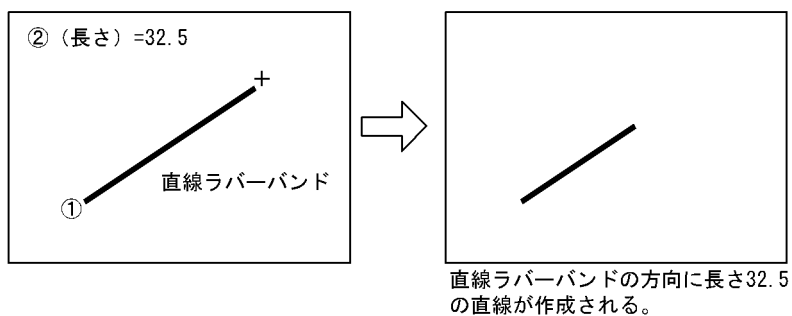 ②（長さ）=32.5
直線ラバーバンド
①
直線ラバーバンドの方向に長さ32.5
の直線が作成される。